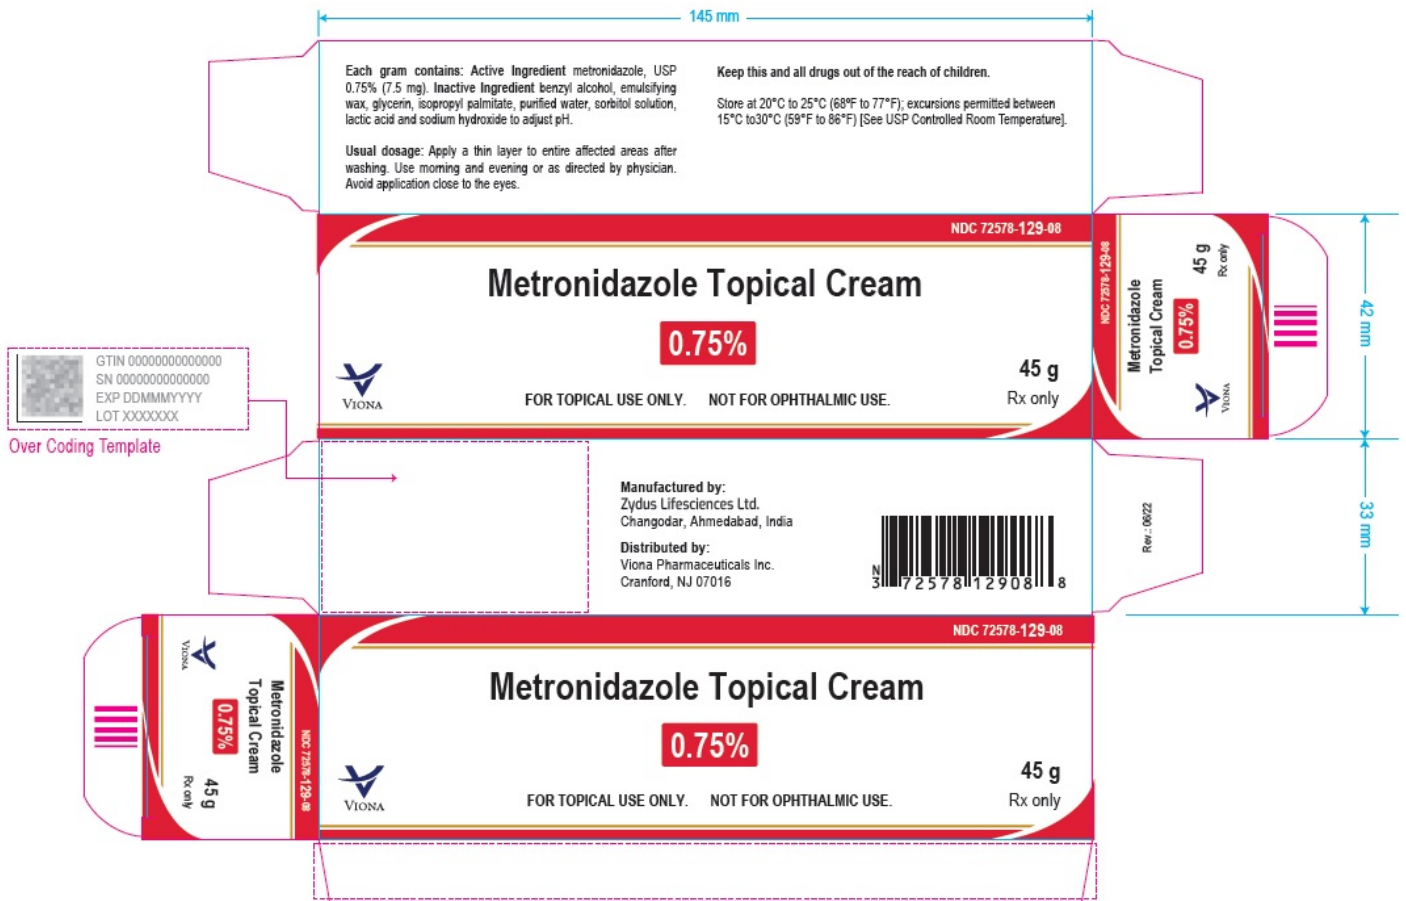 145 mm
Each gram contains: Active Ingredient metronidazole, USP
0.75% (7.5 mg). Inactive Ingredient benzyl alcohol, emulsifying
wax, glycerin, isopropyl palmitate, purified water, sorbitol solution,
lactic acid and sodium hydroxide to adjust pH.
Usual dosage: Apply a thin layer to entire affected areas after
washing. Use morning and evening or as directed by physician.
Avoid application close to the eyes.
Keep this and all drugs out of the reach of children.
Store at 20°C to 25°C (68ºF to 77°F); excursions permitted between
15°C to30°C (59°F to 86°F) [See USP Controlled Room Temperature].
NDC 72578-129-08
Metronidazole Topical Cream
0.75%
VIONA
FOR TOPICAL USE ONLY. NOT FOR OPHTHALMIC USE.
45 g
Rx only
NDC 72578-129-08
Metronidazole
Topical Cream
0.75%
45 g
Rx only
VIONA
42 mm
GTIN 00000000000000
SN 00000000000000
EXP DDMMMYYYY
LOT XXXXXXX
Over Coding Template
Manufactured by:
Zydus Lifesciences Ltd.
Changodar, Ahmedabad, India
Distributed by:
Viona Pharmaceuticals Inc.
Cranford, NJ 07016
N
3 72578 12908 8
Rev.: 06/22
33 mm
VIONA
Metronidazole
Topical Cream
0.75%
45 g
Rx only
NDC 72578-129-08
NDC 72578-129-08
Metronidazole Topical Cream
0.75%
VIONA
FOR TOPICAL USE ONLY. NOT FOR OPHTHALMIC USE.
45 g
Rx only